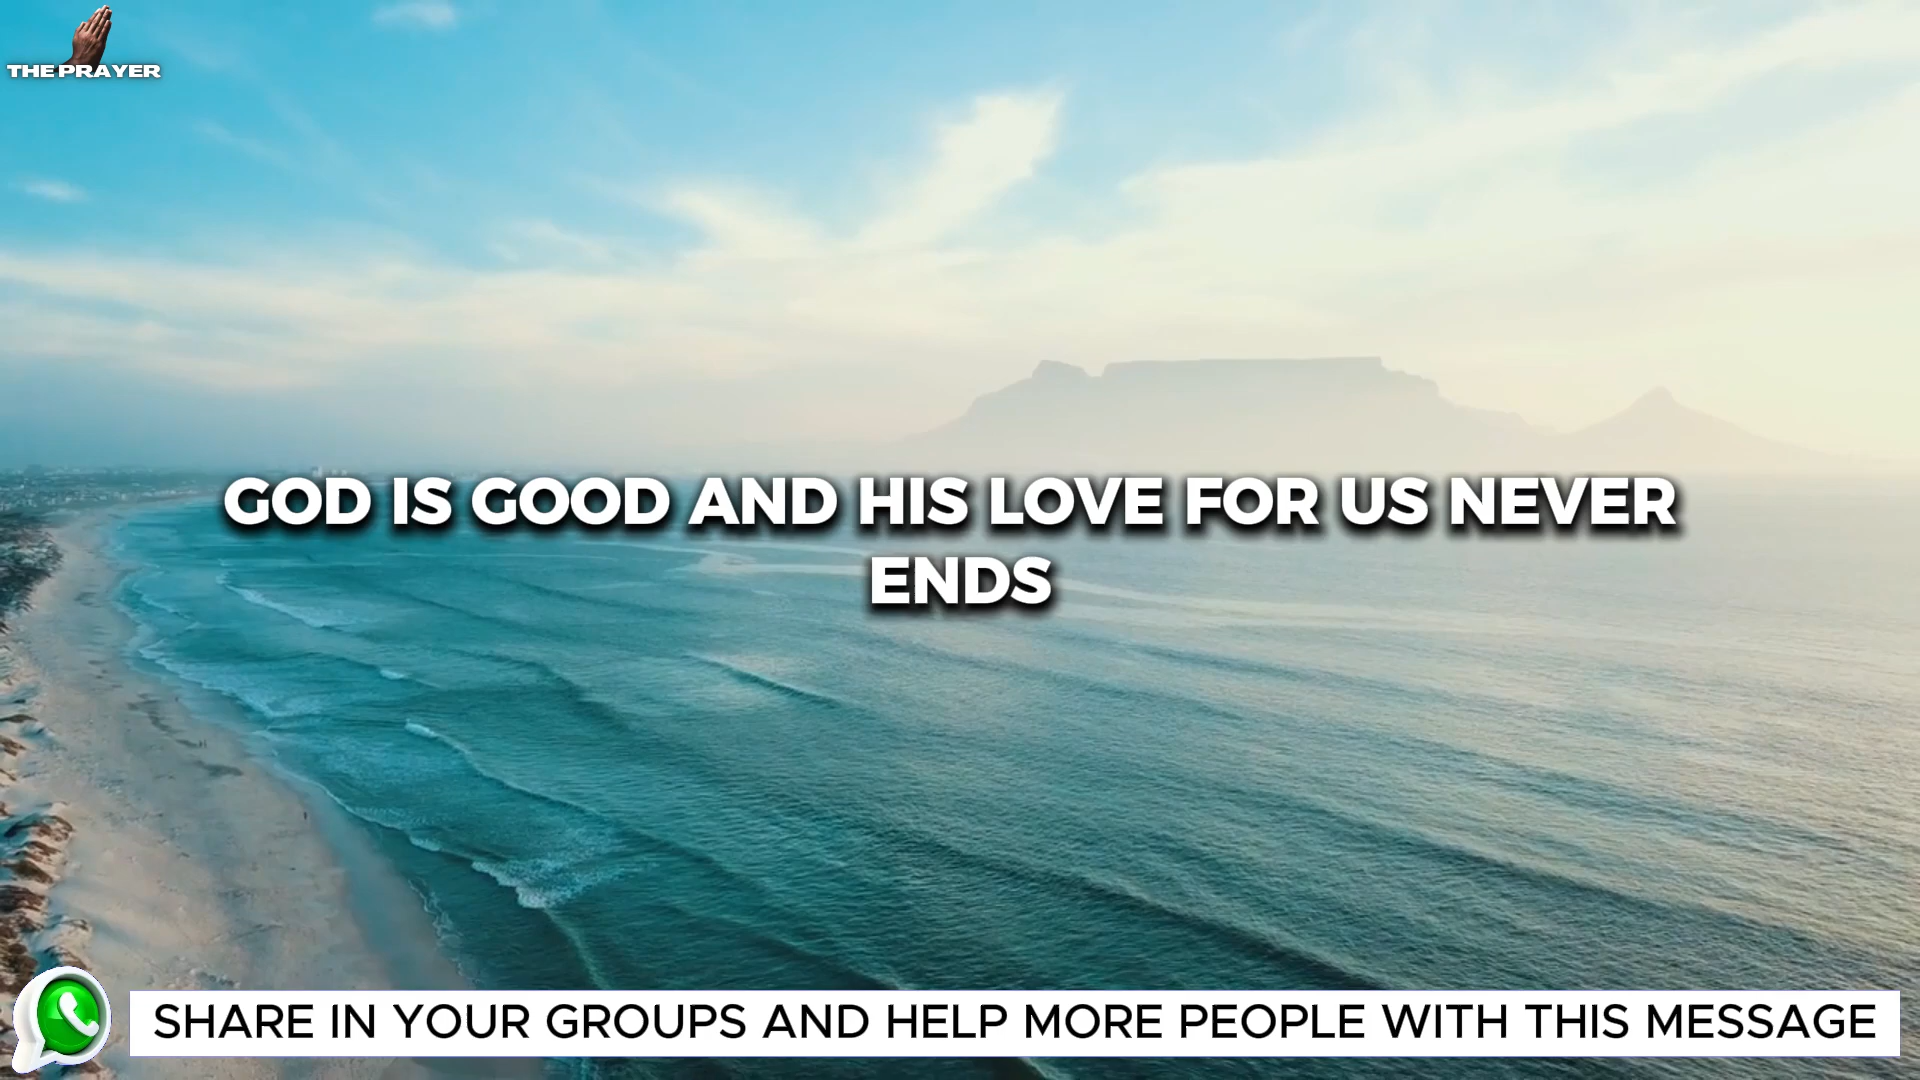 THE PRAYER
GOD IS GOOD AND HIS LOVE FOR US NEVER
ENDS
SHARE IN YOUR GROUPS AND HELP MORE PEOPLE WITH THIS MESSAGE